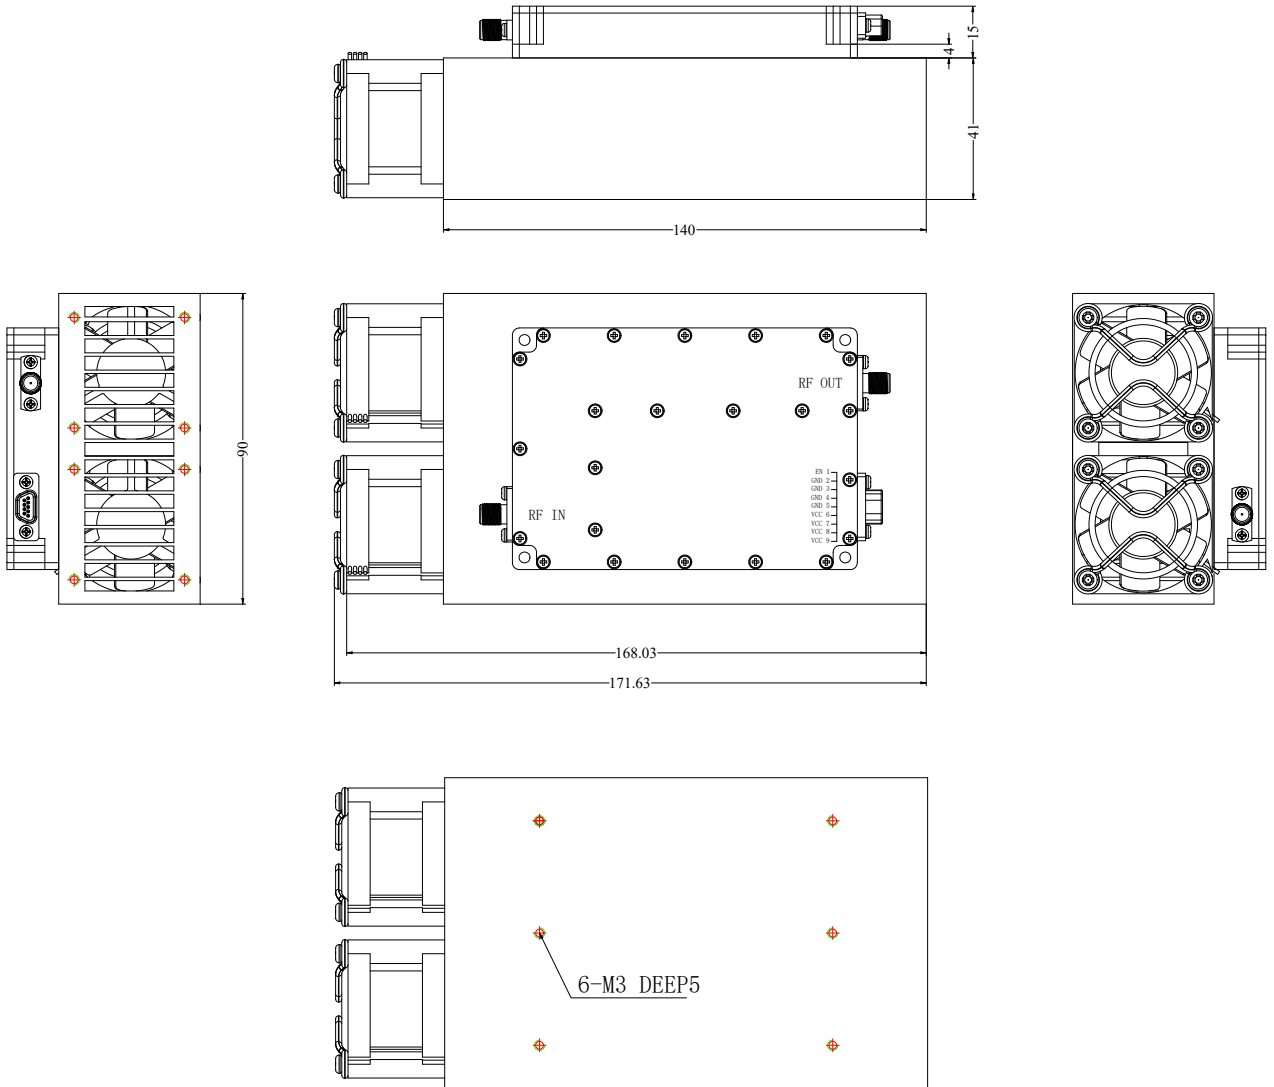 15
4
41
140
90
RF OUT
EN 1
GND 2
GND 3
GND 4
GND 5
VCC 6
VCC 7
VCC 8
VCC 9
RF IN
168.03
171.63
6-M3 DEEP5